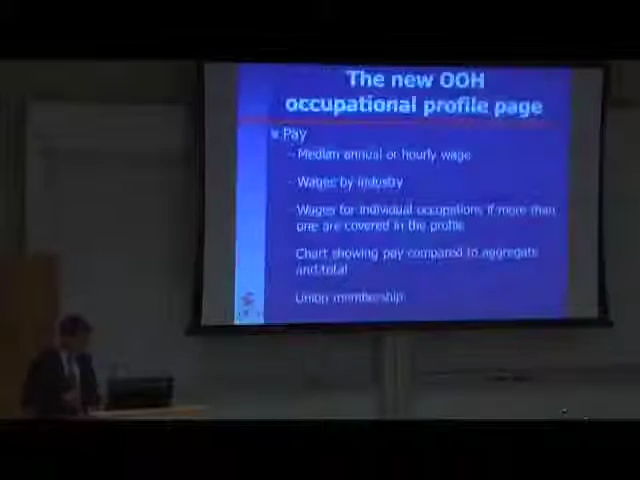 The new OOH
occupational profile page
Pay
- Median annual or hourly wage
- Wages by industry
- Wages for individual occupations if more than
one are covered in the profile
Chart showing pay compared to aggregate
and/total
Union membership